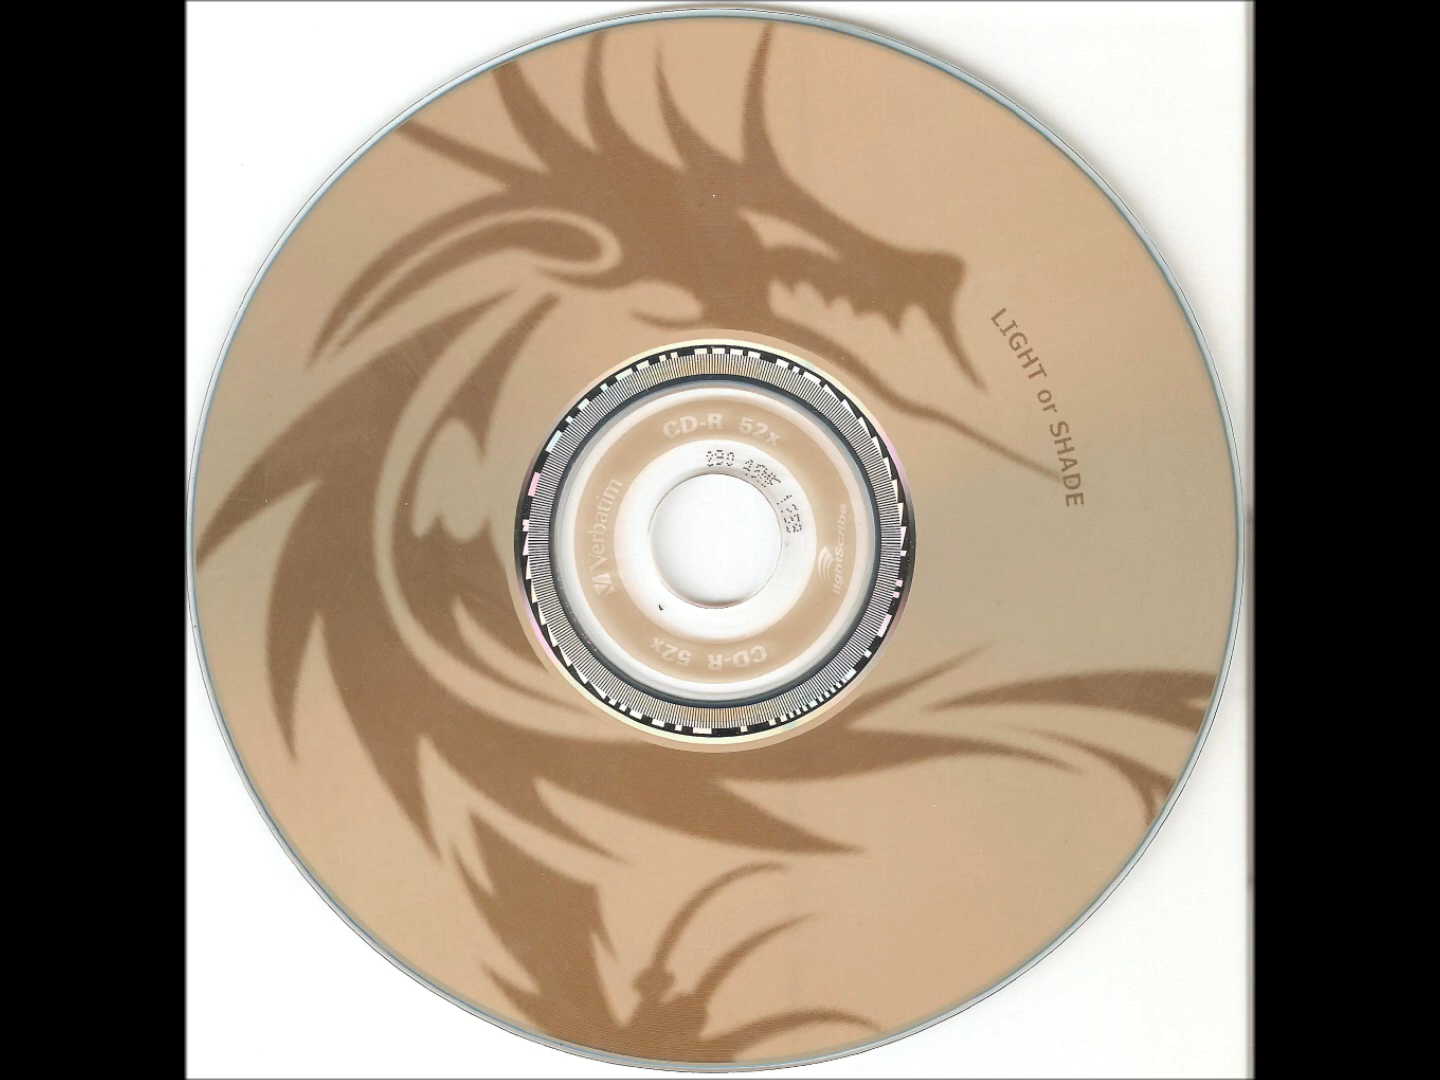 LIGHT or SHADE
CD-R 52x
Verbatim
lightScribe
CD-R 52x